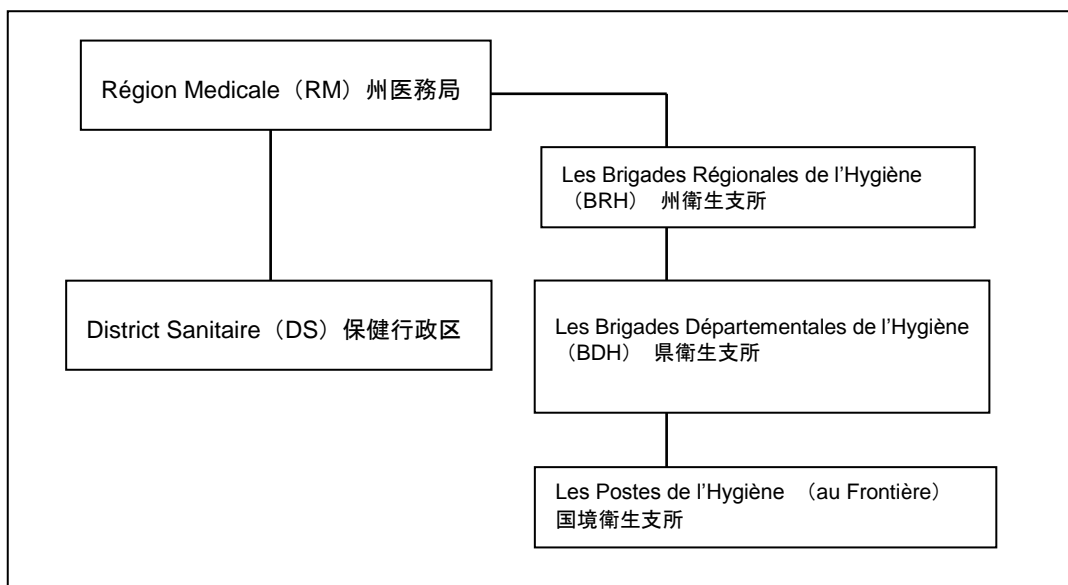 Région Medicale（RM）州医務局
Les Brigades Régionales de l’Hygiène
（BRH） 州衛生支所
District Sanitaire（DS）保健行政区
Les Brigades Départementales de l’Hygiène
（BDH） 県衛生支所
Les Postes de l’Hygiène （au Frontière）
国境衛生支所